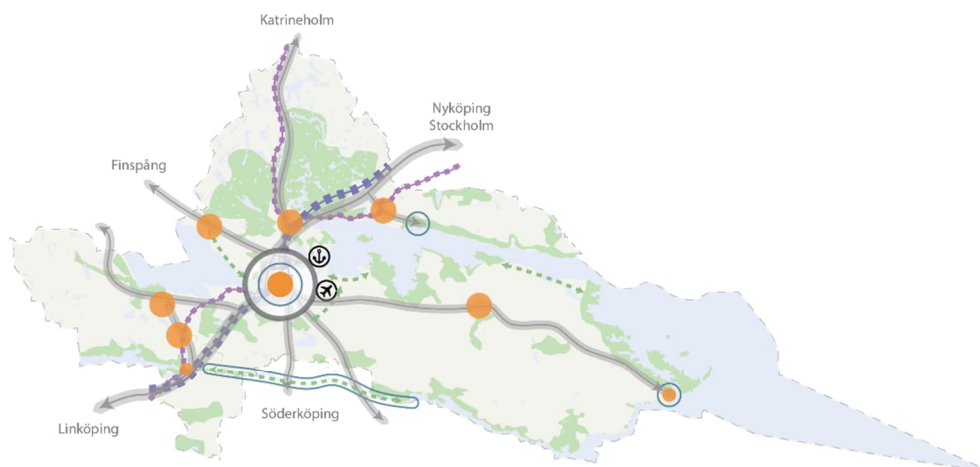 Katrineholm
Nyköping
Stockholm
Finspång
Söderköping
Linköping